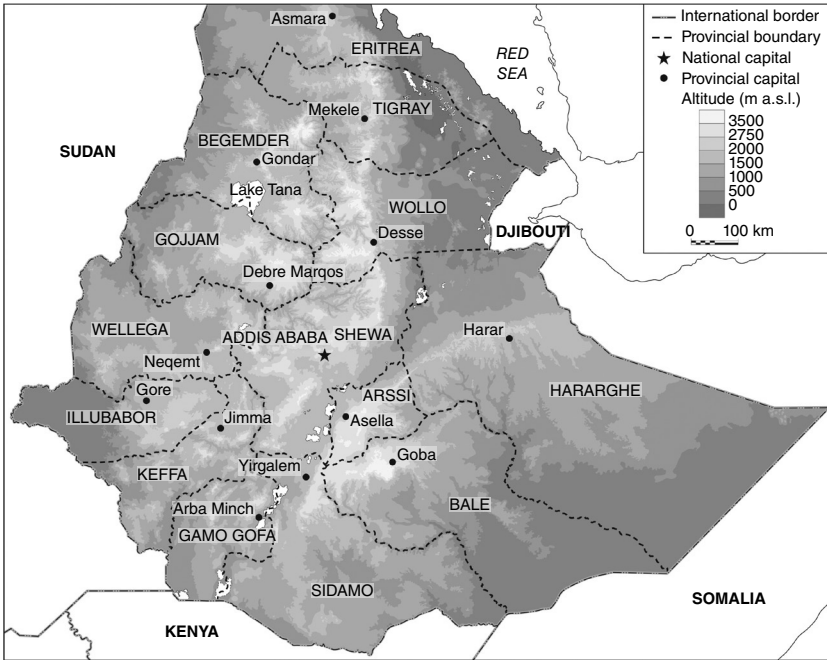 Asmara
ERITREA
RED
SEA
International border
Provincial boundary
National capital
Provincial capital
Altitude (m a.s.l.)
3500
2750
2000
1500
1000
500
0
0 100 km
Mekele
TIGRAY
BEGEMDER
Gondar
SUDAN
Lake Tana
WOLLO
DJIBOUTI
GOJJAM
Desse
Debre Marqos
WELLEGA
ADDIS ABABA
SHEWA
Harar
Neqemt
Gore
ARSSI
HARARGHE
ILLUBABOR
Jimma
Asella
KEFFA
Yirgalem
Goba
Arba Minch
BALE
GAMO GOFA
SIDAMO
SOMALIA
KENYA